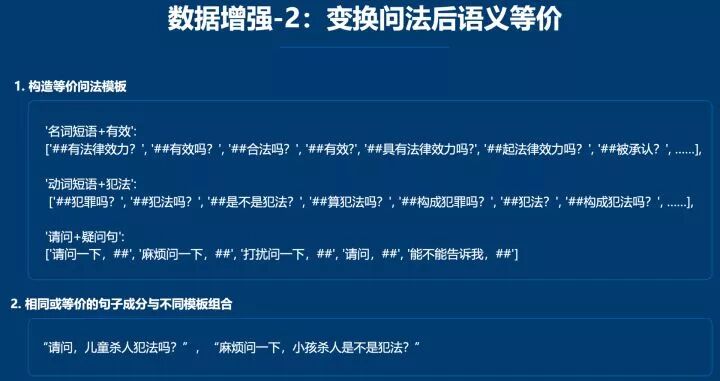 数据增强-2：变换问法后语义等价
1. 构造等价问法模板
'名词短语+有效':
['##有法律效力？', '##有效吗？', '##合法吗？', '##有效?', '##具有法律效力吗?', '##起法律效力吗？', '##被承认？', ......],
'动词短语+犯法':
['##犯罪吗？', '##犯法吗？', '##是不是犯法？', '##算犯法吗？', '##构成犯罪吗？', '##犯法？', '##构成犯法吗？', ......],
'请问+疑问句':
['请问一下，##', '麻烦问一下，##', '打扰问一下，##', '请问，##', '能不能告诉我，##']
2. 相同或等价的句子成分与不同模板组合
“请问，儿童杀人犯法吗？”，“麻烦问一下，小孩杀人是不是犯法？”